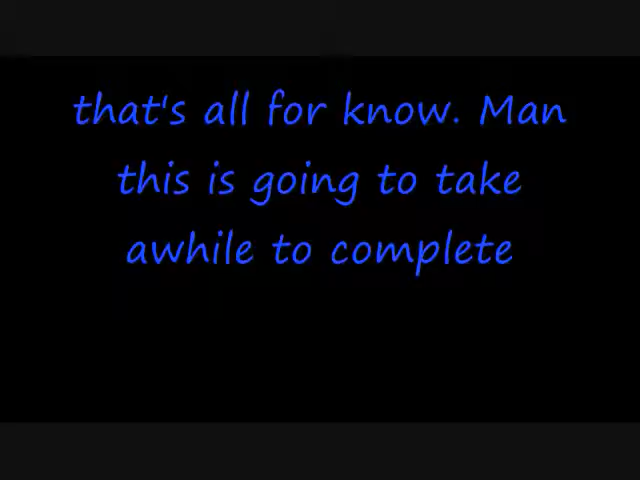 that's all for know. Man
this is going to take
awhile to complete